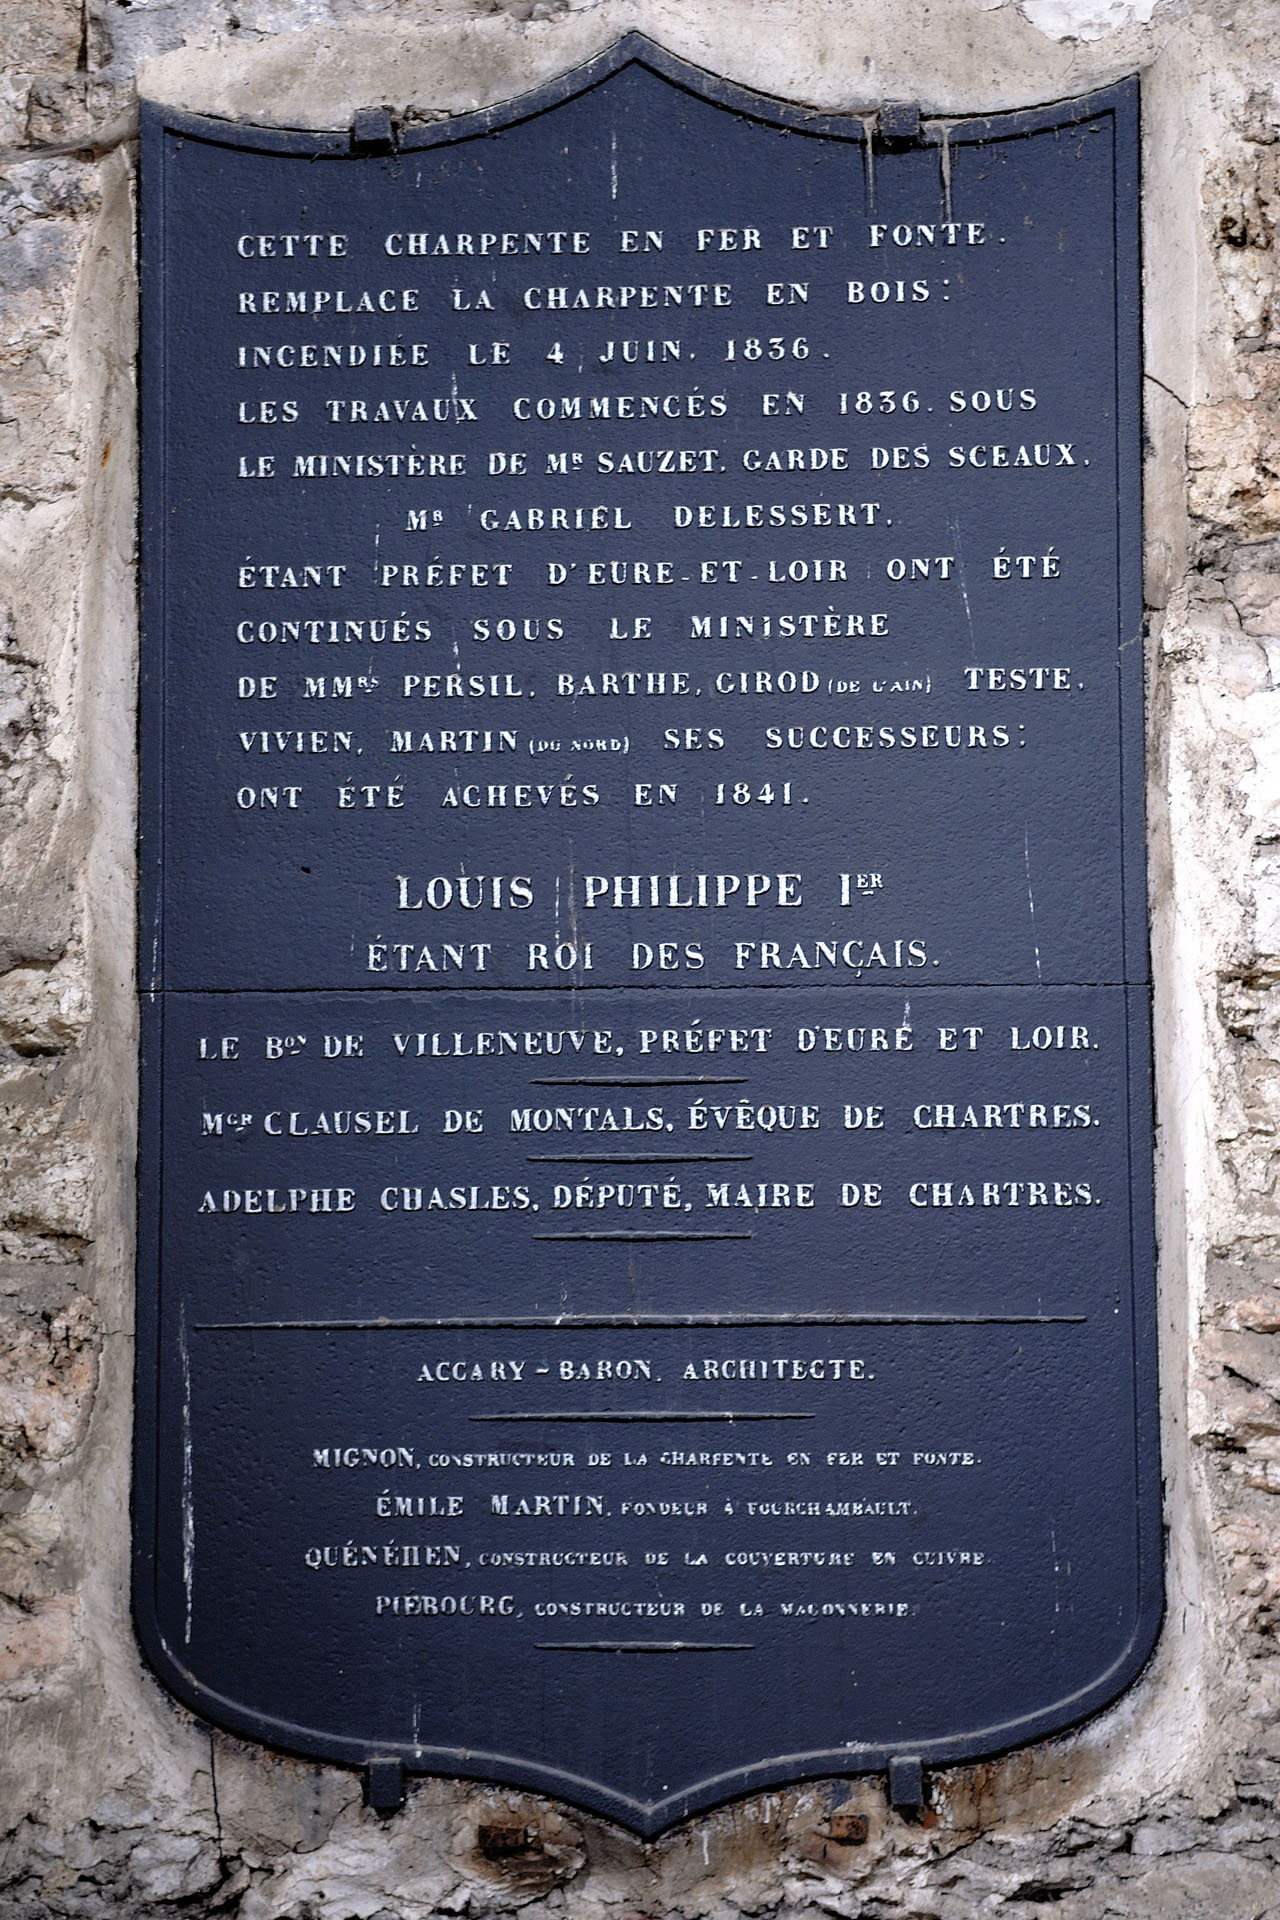 CETTE CHARPENTE EN FER ET FONTE.
REMPLACE LA CHARPENTE EN BOIS:
INCENDIÉE LE 4 JUIN. 1836.
LES TRAVAUX COMMENCÉS EN 1836. SOUS
LE MINISTÈRE DE MR SAUZET. GARDE DES SCEAUX,
MR GABRIEL DELESSERT,
ÉTANT PRÉFET D'EURE-ET-LOIR ONT ÉTÉ
CONTINUÉS SOUS LE MINISTÈRE
DE MMRS PERSIL, BARTHE, GIROD (DE L'AIN) TESTE,
VIVIEN, MARTIN (DU NORD) SES SUCCESSEURS:
ONT ÉTÉ ACHEVÉS EN 1841.
LOUIS PHILIPPE IER
ÉTANT ROI DES FRANÇAIS.
LE BON DE VILLENEUVE, PRÉFET D'EURE ET LOIR.
MGR CLAUSEL DE MONTALS, ÉVÊQUE DE CHARTRES.
ADELPHE CHASLES, DÉPUTÉ, MAIRE DE CHARTRES.
ACCARY-BARON, ARCHITECTE.
MIGNON, CONSTRUCTEUR DE LA CHARPENTE EN FER ET FONTE.
ÉMILE MARTIN, FONDEUR À FOURCHAMBAULT.
QUÉNÉHEN, CONSTRUCTEUR DE LA COUVERTURE EN CUIVRE.
PIÉBOURG, CONSTRUCTEUR DE LA MAÇONNERIE.